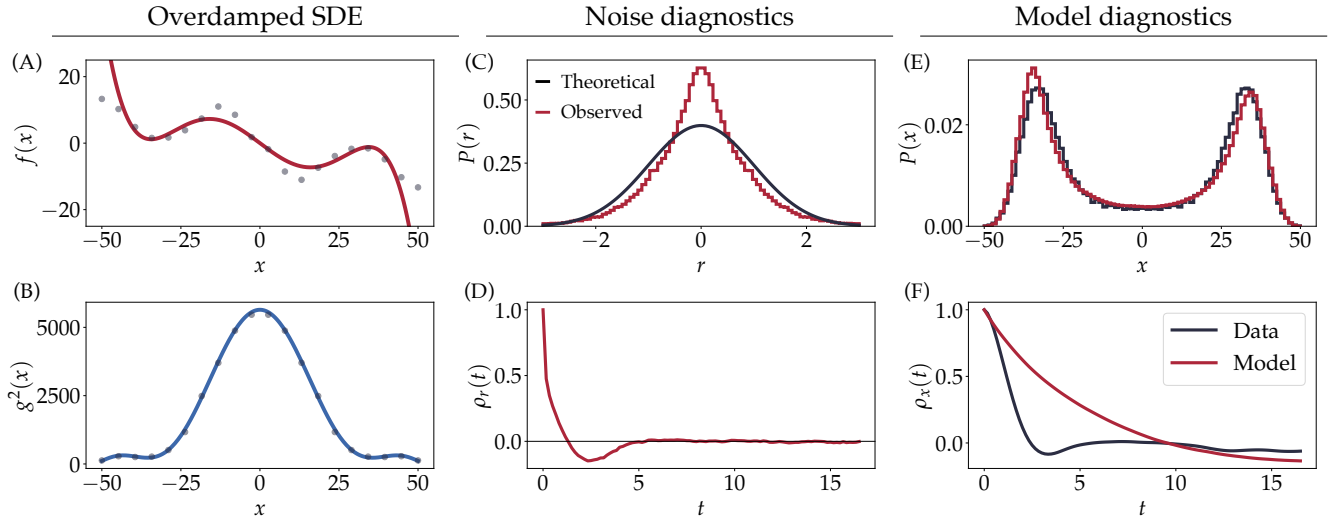 Overdamped SDE
Noise diagnostics
Model diagnostics
(A)
20
0
−20
f(x)
−50 −25 0 25 50
x
(C)
Theoretical
Observed
0.50
0.25
0.00
P(r)
−2 0 2
r
(E)
0.02
0.00
P(x)
−50 −25 0 25 50
x
(B)
5000
2500
0
g²(x)
−50 −25 0 25 50
x
(D)
1.0
0.5
0.0
ρr(t)
0 5 10 15
t
(F)
Data
Model
1.0
0.5
0.0
ρx(t)
0 5 10 15
t